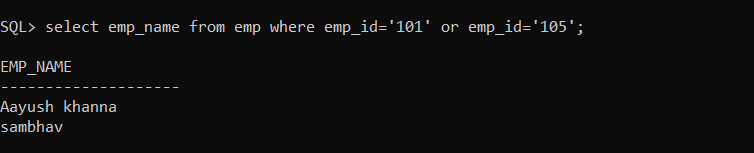 SQL> select emp_name from emp where emp_id='101' or emp_id='105';
EMP_NAME
--------------------
Aayush khanna
sambhav